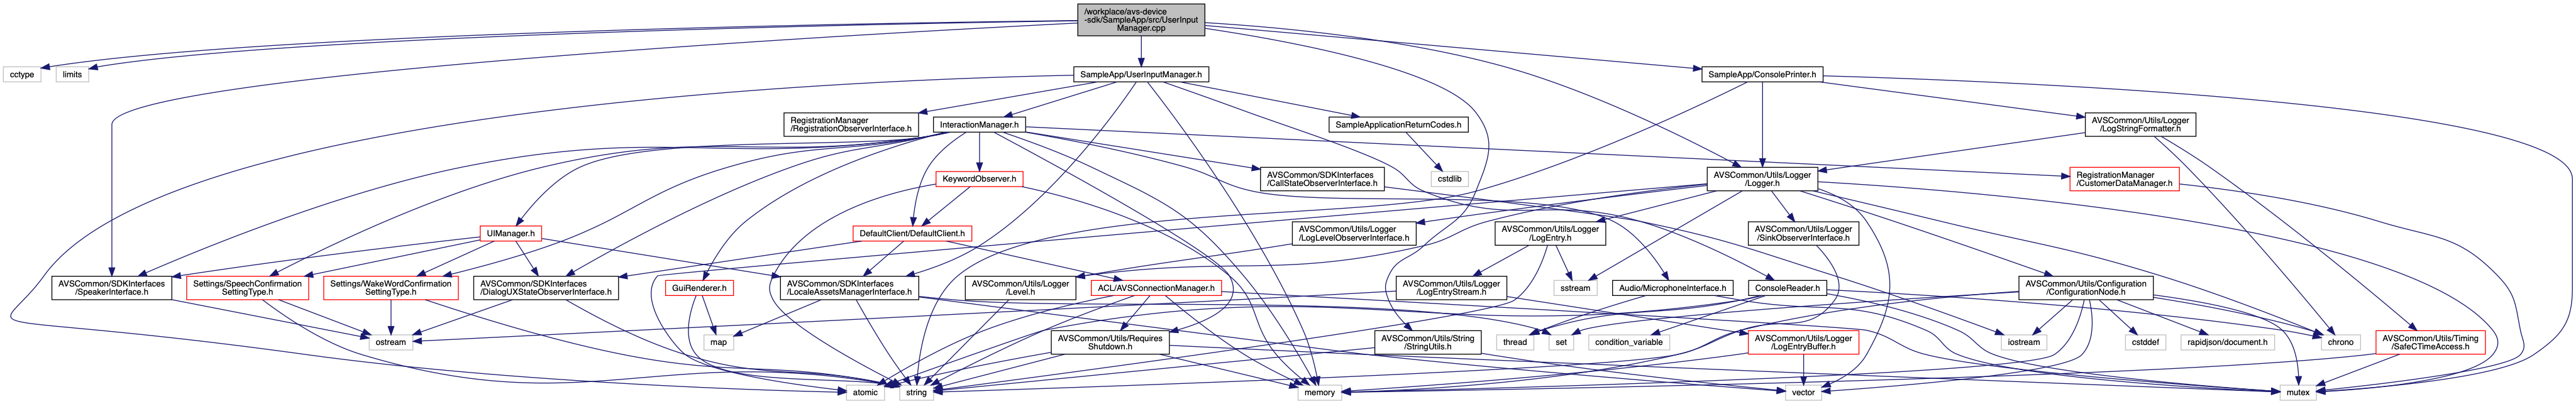 /workplace/avs-device
-sdk/SampleApp/src/UserInput
Manager.cpp
cctype
limits
SampleApp/UserInputManager.h
SampleApp/ConsolePrinter.h
RegistrationManager
/RegistrationObserverInterface.h
InteractionManager.h
SampleApplicationReturnCodes.h
AVSCommon/Utils/Logger
/LogStringFormatter.h
KeywordObserver.h
AVSCommon/SDKInterfaces
/CallStateObserverInterface.h
cstdlib
AVSCommon/Utils/Logger
/Logger.h
RegistrationManager
/CustomerDataManager.h
UIManager.h
DefaultClient/DefaultClient.h
AVSCommon/Utils/Logger
/LogLevelObserverInterface.h
AVSCommon/Utils/Logger
/LogEntry.h
AVSCommon/Utils/Logger
/SinkObserverInterface.h
AVSCommon/SDKInterfaces
/SpeakerInterface.h
Settings/SpeechConfirmation
SettingType.h
Settings/WakeWordConfirmation
SettingType.h
AVSCommon/SDKInterfaces
/DialogUXStateObserverInterface.h
GuiRenderer.h
AVSCommon/SDKInterfaces
/LocaleAssetsManagerInterface.h
AVSCommon/Utils/Logger
/Level.h
ACL/AVSConnectionManager.h
AVSCommon/Utils/Logger
/LogEntryStream.h
sstream
Audio/MicrophoneInterface.h
ConsoleReader.h
AVSCommon/Utils/Configuration
/ConfigurationNode.h
ostream
map
AVSCommon/Utils/Requires
Shutdown.h
AVSCommon/Utils/String
/StringUtils.h
thread
set
condition_variable
AVSCommon/Utils/Logger
/LogEntryBuffer.h
iostream
cstddef
rapidjson/document.h
chrono
AVSCommon/Utils/Timing
/SafeCTimeAccess.h
atomic
string
memory
vector
mutex